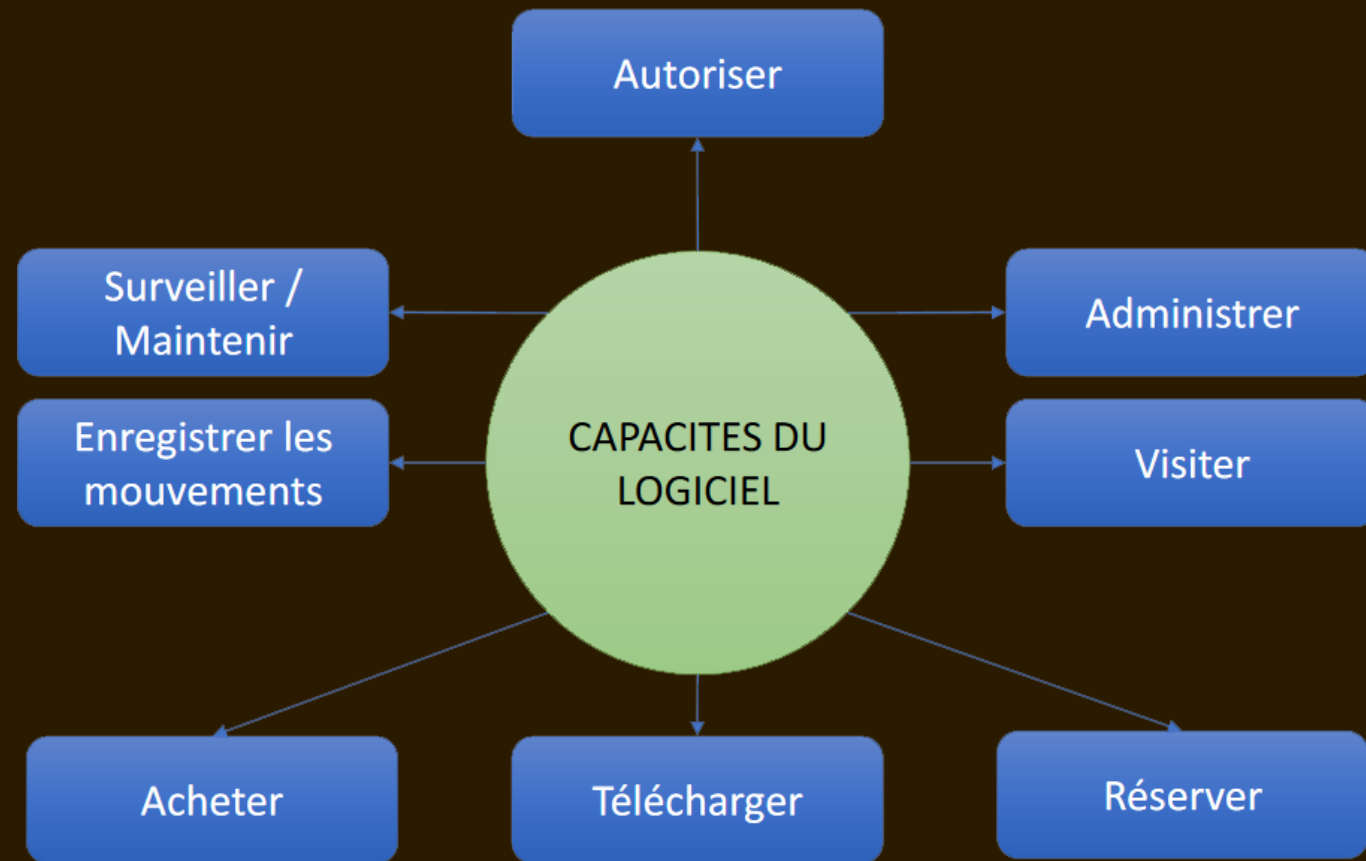 Autoriser
Surveiller /
Maintenir
Administrer
Enregistrer les
mouvements
CAPACITES DU
LOGICIEL
Visiter
Acheter
Télécharger
Réserver